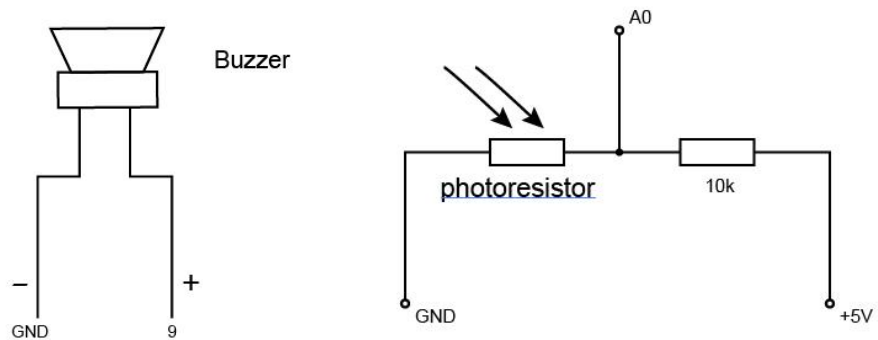 Buzzer
A0
photoresistor
10k
–
+
GND
9
GND
+5V